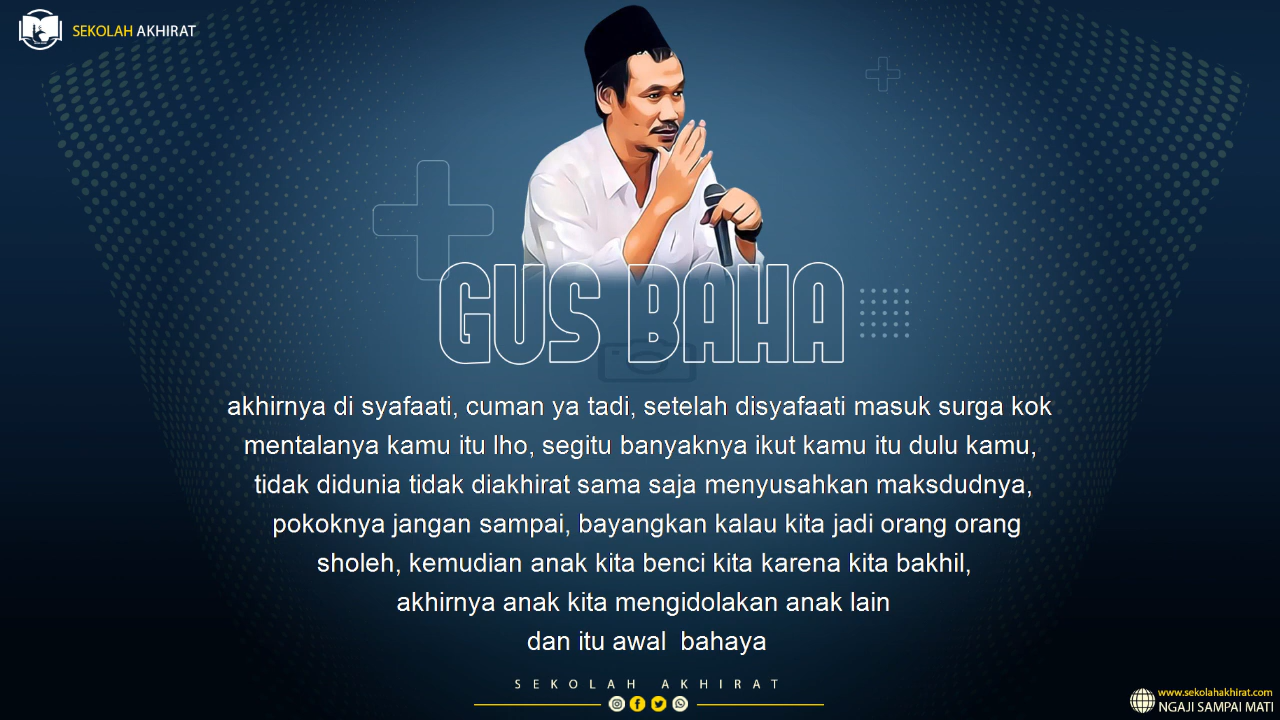 SEKOLAH AKHIRAT
GUS BAHA
akhirnya di syafaati, cuman ya tadi, setelah disyafaati masuk surga kok
mentalanya kamu itu lho, segitu banyaknya ikut kamu itu dulu kamu,
tidak didunia tidak diakhirat sama saja menyusahkan maksdudnya,
pokoknya jangan sampai, bayangkan kalau kita jadi orang orang
sholeh, kemudian anak kita benci kita karena kita bakhil,
akhirnya anak kita mengidolakan anak lain
dan itu awal bahaya
SEKOLAH AKHIRAT
www.sekolahakhirat.com
NGAJI SAMPAI MATI